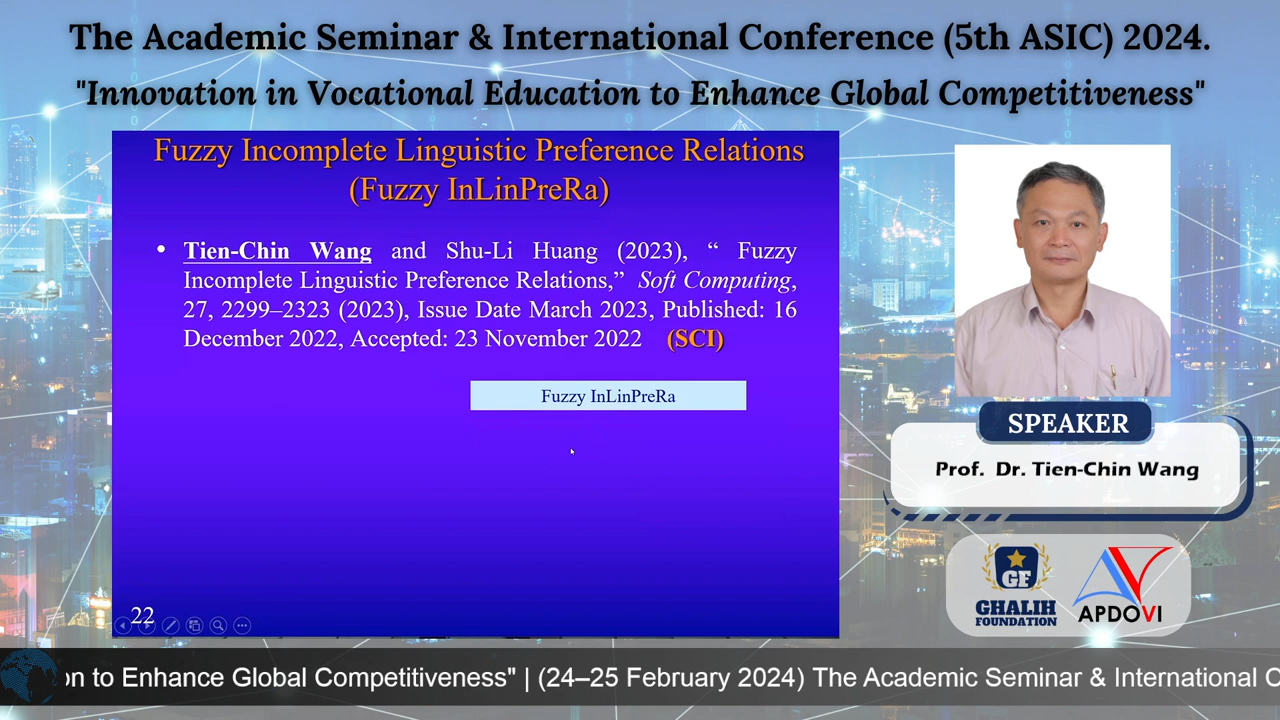 The Academic Seminar & International Conference (5th ASIC) 2024.
"Innovation in Vocational Education to Enhance Global Competitiveness"
Fuzzy Incomplete Linguistic Preference Relations
(Fuzzy InLinPreRa)
• Tien-Chin Wang and Shu-Li Huang (2023), “ Fuzzy
Incomplete Linguistic Preference Relations,” Soft Computing,
27, 2299–2323 (2023), Issue Date March 2023, Published: 16
December 2022, Accepted: 23 November 2022 (SCI)
Fuzzy InLinPreRa
22
SPEAKER
Prof. Dr. Tien-Chin Wang
GF
GHALIH
FOUNDATION
APDOVI
on to Enhance Global Competitiveness" | (24–25 February 2024) The Academic Seminar & International C